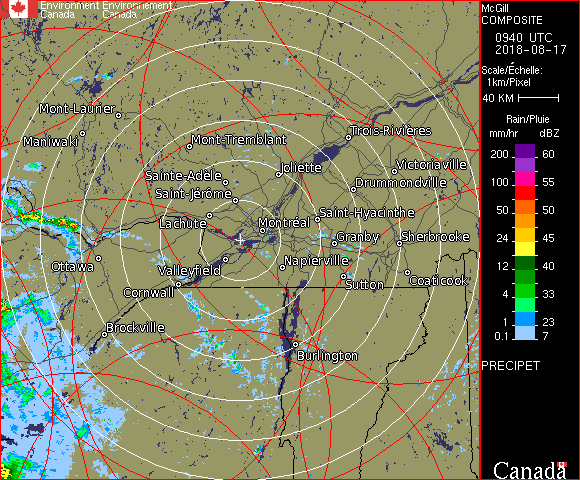 Environment Environnement
Canada Canada
McGill
COMPOSITE
0940 UTC
2018-08-17
Scale/Échelle:
1km/Pixel
40 KM
Rain/Pluie
mm/hr dBZ
200 60
100 55
50 50
24 45
12 40
4 33
1 23
0.1 7
PRECIPET
Canada
Mont-Laurier
Maniwaki
Mont-Tremblant
Trois-Rivières
Joliette
Victoriaville
Sainte-Adèle
Drummondville
Saint-Jérôme
Lachute
Saint-Hyacinthe
Montréal
Granby
Sherbrooke
Ottawa
Valleyfield
Napierville
Coaticook
Cornwall
Sutton
Brockville
Burlington